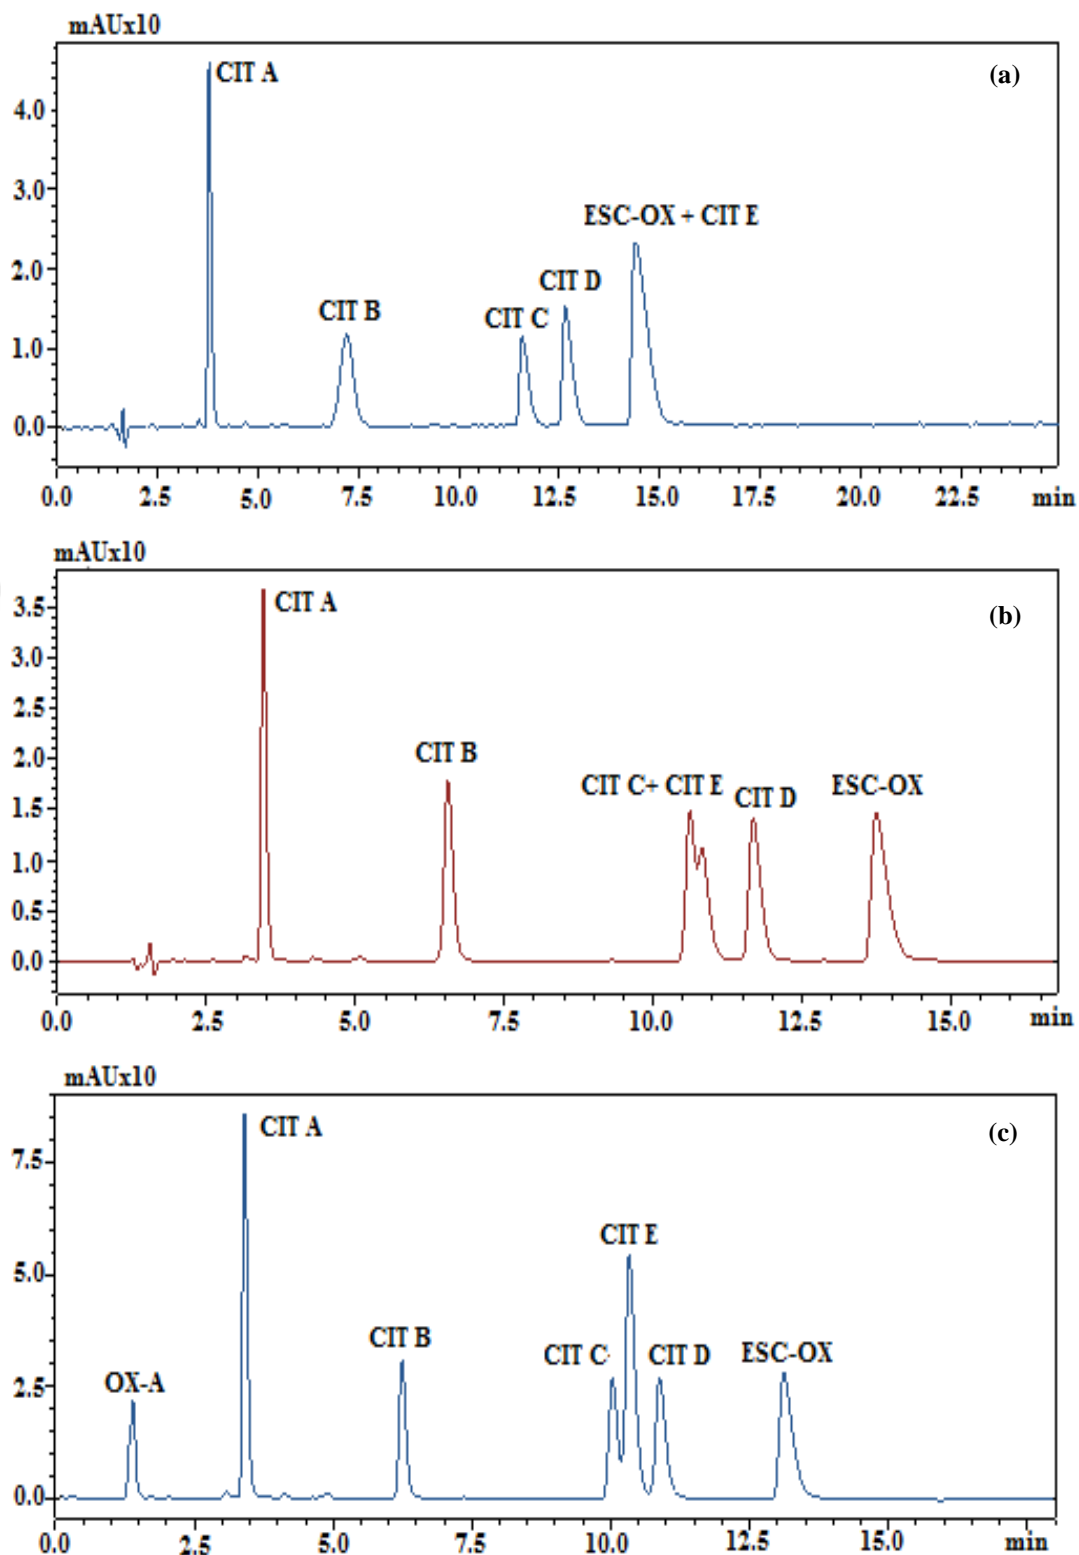 mAUx10
(a)
CIT A
4.0
3.0
ESC-OX + CIT E
2.0
CIT D
CIT B
CIT C
1.0
0.0
0.0 2.5 5.0 7.5 10.0 12.5 15.0 17.5 20.0 22.5 min
mAUx10
(b)
CIT A
3.5
3.0
2.5
2.0
CIT B
CIT C+ CIT E
CIT D
ESC-OX
1.5
1.0
0.5
0.0
0.0 2.5 5.0 7.5 10.0 12.5 15.0 min
mAUx10
(c)
CIT A
7.5
CIT E
5.0
CIT B
CIT C
CIT D
ESC-OX
OX-A
2.5
0.0
0.0 2.5 5.0 7.5 10.0 12.5 15.0 min